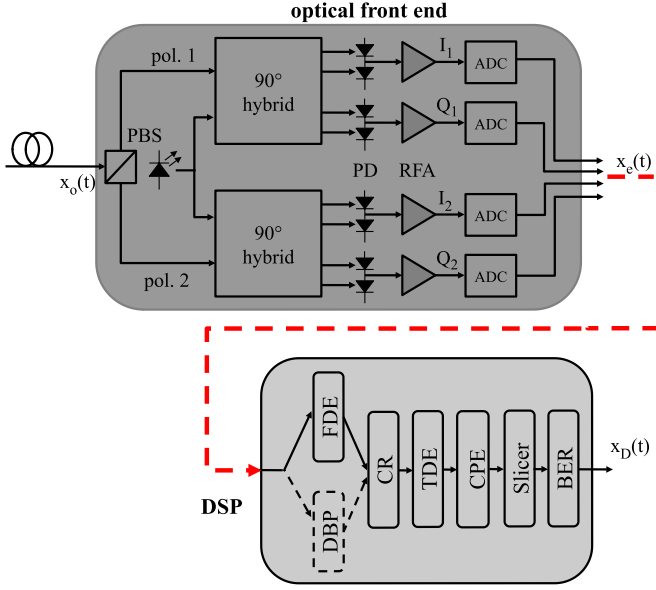 optical front end
pol. 1
90°
hybrid
I1
ADC
PBS
Q1
ADC
xo(t)
PD
RFA
xe(t)
90°
hybrid
I2
ADC
pol. 2
Q2
ADC
DSP
FDE
DBP
CR
TDE
CPE
Slicer
BER
xD(t)